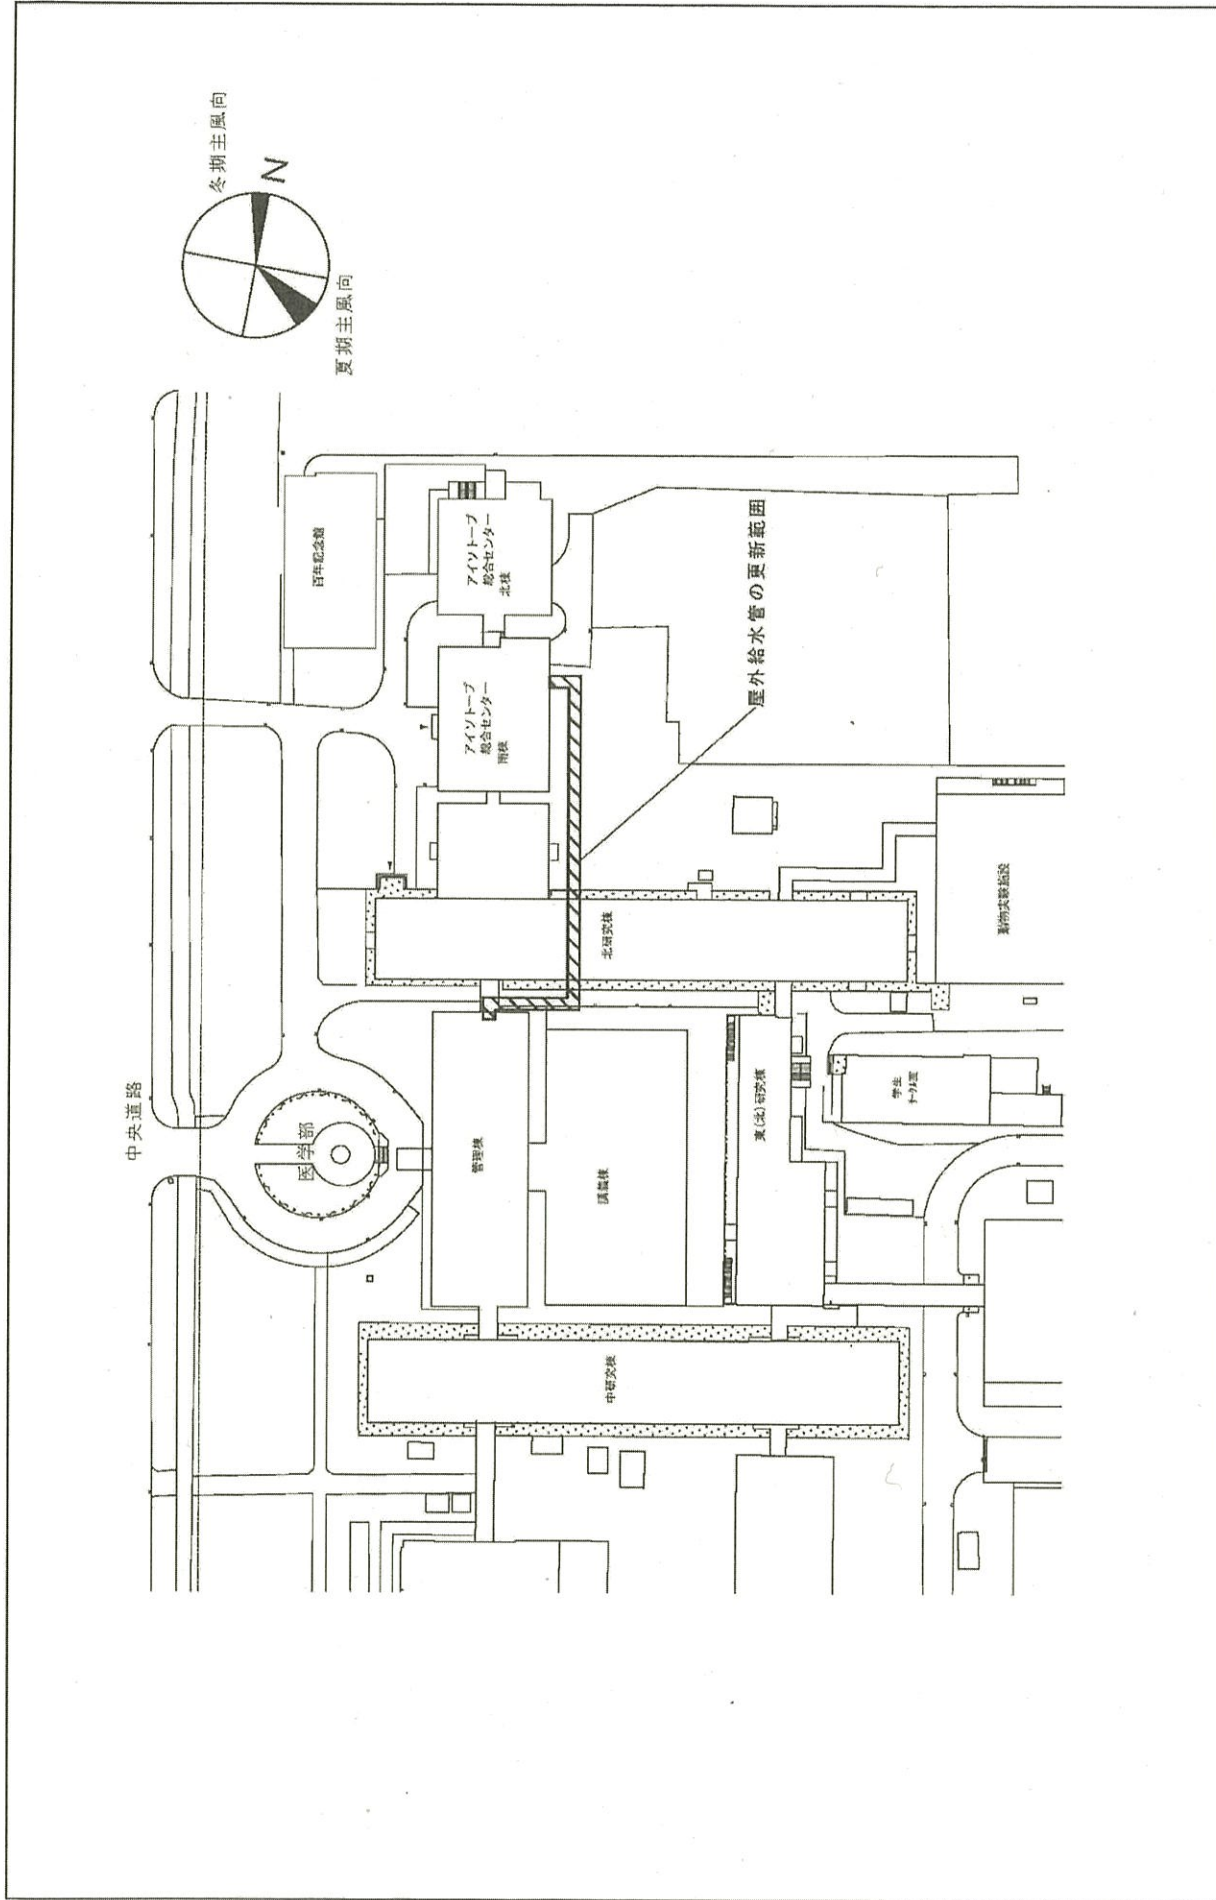 中央道路
冬期主風向
N
夏期主風向
百年記念館
アイソトープ
総合センター
北棟
アイソトープ
総合センター
南棟
屋外給水管の更新範囲
医学部
管理棟
講義棟
北研究棟
東(北)研究棟
中研究棟
学生
動物実験施設